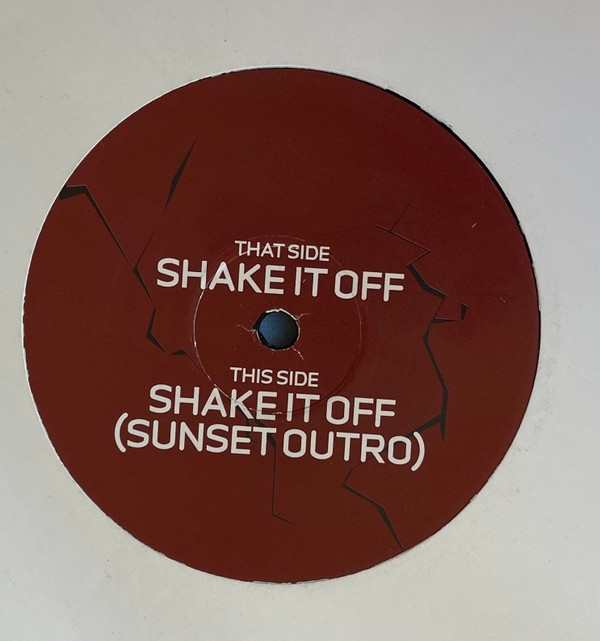 THAT SIDE
SHAKE IT OFF
THIS SIDE
SHAKE IT OFF
(SUNSET OUTRO)